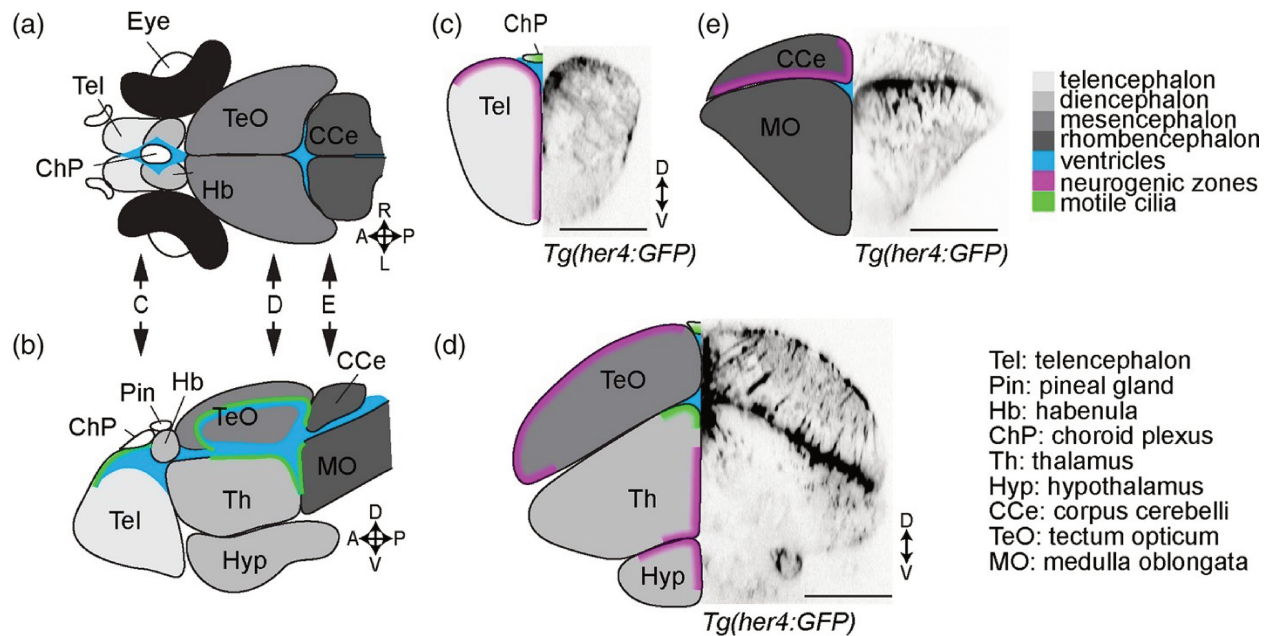 (a)
Eye
Tel
TeO
CCe
ChP
Hb
R
A P
L
C D E
(b)
CCe
Pin Hb
ChP
TeO
MO
Th
Tel
Hyp
D
A P
V
(c)
ChP
Tel
D
V
Tg(her4:GFP)
(e)
CCe
MO
Tg(her4:GFP)
telencephalon
diencephalon
mesencephalon
rhombencephalon
ventricles
neurogenic zones
motile cilia
(d)
TeO
Th
Hyp
D
V
Tg(her4:GFP)
Tel: telencephalon
Pin: pineal gland
Hb: habenula
ChP: choroid plexus
Th: thalamus
Hyp: hypothalamus
CCe: corpus cerebelli
TeO: tectum opticum
MO: medulla oblongata